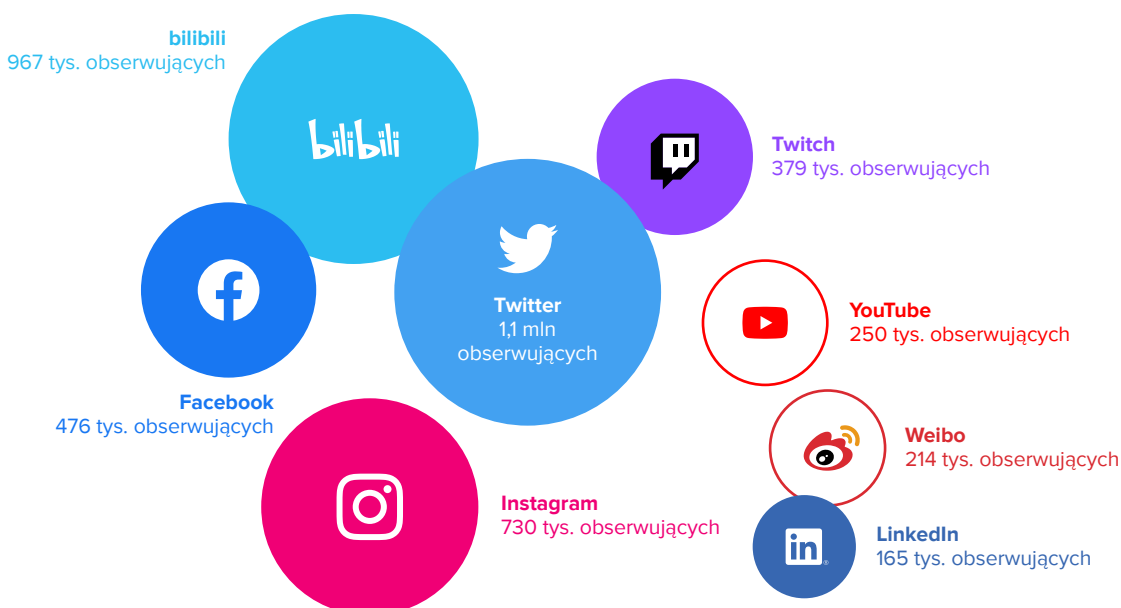 bilibili
967 tys. obserwujących
bilibili
Twitch
379 tys. obserwujących
Twitter
1,1 mln
obserwujących
YouTube
250 tys. obserwujących
Facebook
476 tys. obserwujących
Weibo
214 tys. obserwujących
Instagram
730 tys. obserwujących
in
LinkedIn
165 tys. obserwujących